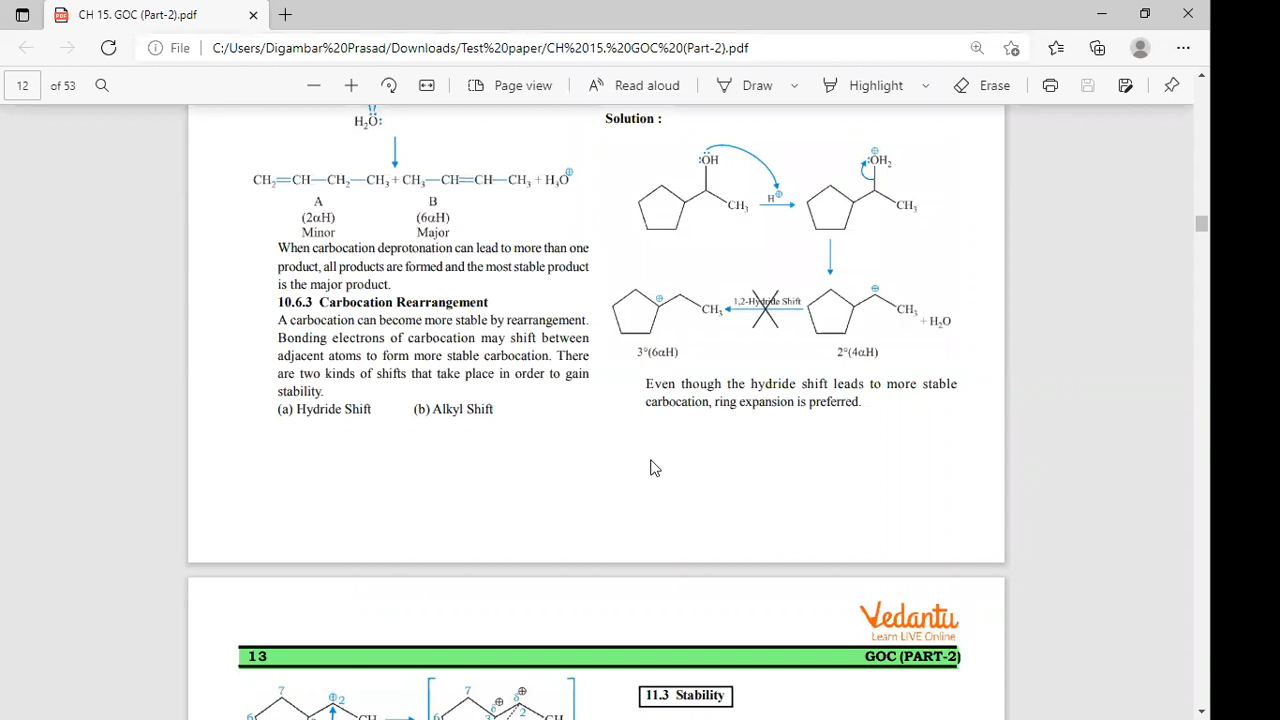 CH 15. GOC (Part-2).pdf
File
C:/Users/Digambar%20Prasad/Downloads/Test%20paper/CH%2015.%20GOC%20(Part-2).pdf
12 of 53
Page view
Read aloud
Draw
Highlight
Erase
H₂O:
CH₂=CH—CH₂—CH₃ + CH₃—CH=CH—CH₃ + H₃O⊕
A B
(2αH) (6αH)
Minor Major
When carbocation deprotonation can lead to more than one
product, all products are formed and the most stable product
is the major product.
10.6.3 Carbocation Rearrangement
A carbocation can become more stable by rearrangement.
Bonding electrons of carbocation may shift between
adjacent atoms to form more stable carbocation. There
are two kinds of shifts that take place in order to gain
stability.
(a) Hydride Shift (b) Alkyl Shift
Solution :
:OH ⊕
:OH₂
CH₃ H⊕ CH₃
⊕ 1,2-Hydride Shift ⊕
CH₃ CH₃
+ H₂O
3°(6αH) 2°(4αH)
Even though the hydride shift leads to more stable
carbocation, ring expansion is preferred.
Vedantu
Learn LIVE Online
13 GOC (PART-2)
7 ⊕2 7 δ⊕ δ⊕
6 CH 6 3 2 CH
11.3 Stability